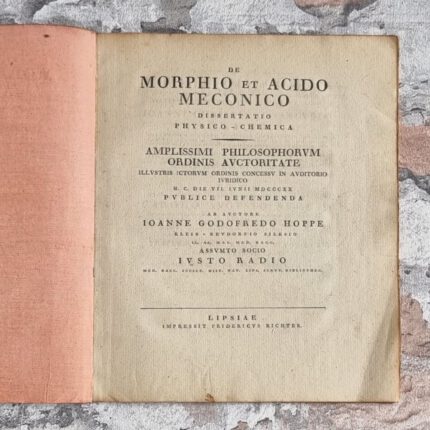 DE
MORPHIO ET ACIDO
MECONICO
DISSERTATIO
PHYSICO-CHEMICA
AMPLISSIMI PHILOSOPHORVM
ORDINIS AVCTORITATE
ILLVSTRIS ICTORVM ORDINIS CONCESSV IN AVDITORIO
IVRIDICO
H. C. DIE VII. IVNII MDCCCXX
PVBLICE DEFENDENDA
AB AVCTORE
IOANNE GODOFREDO HOPPE
SILESIO
ASSVMTO SOCIO
IVSTO RADIO
LIPSIAE
IMPRESSIT FRIDERICVS RICHTER.